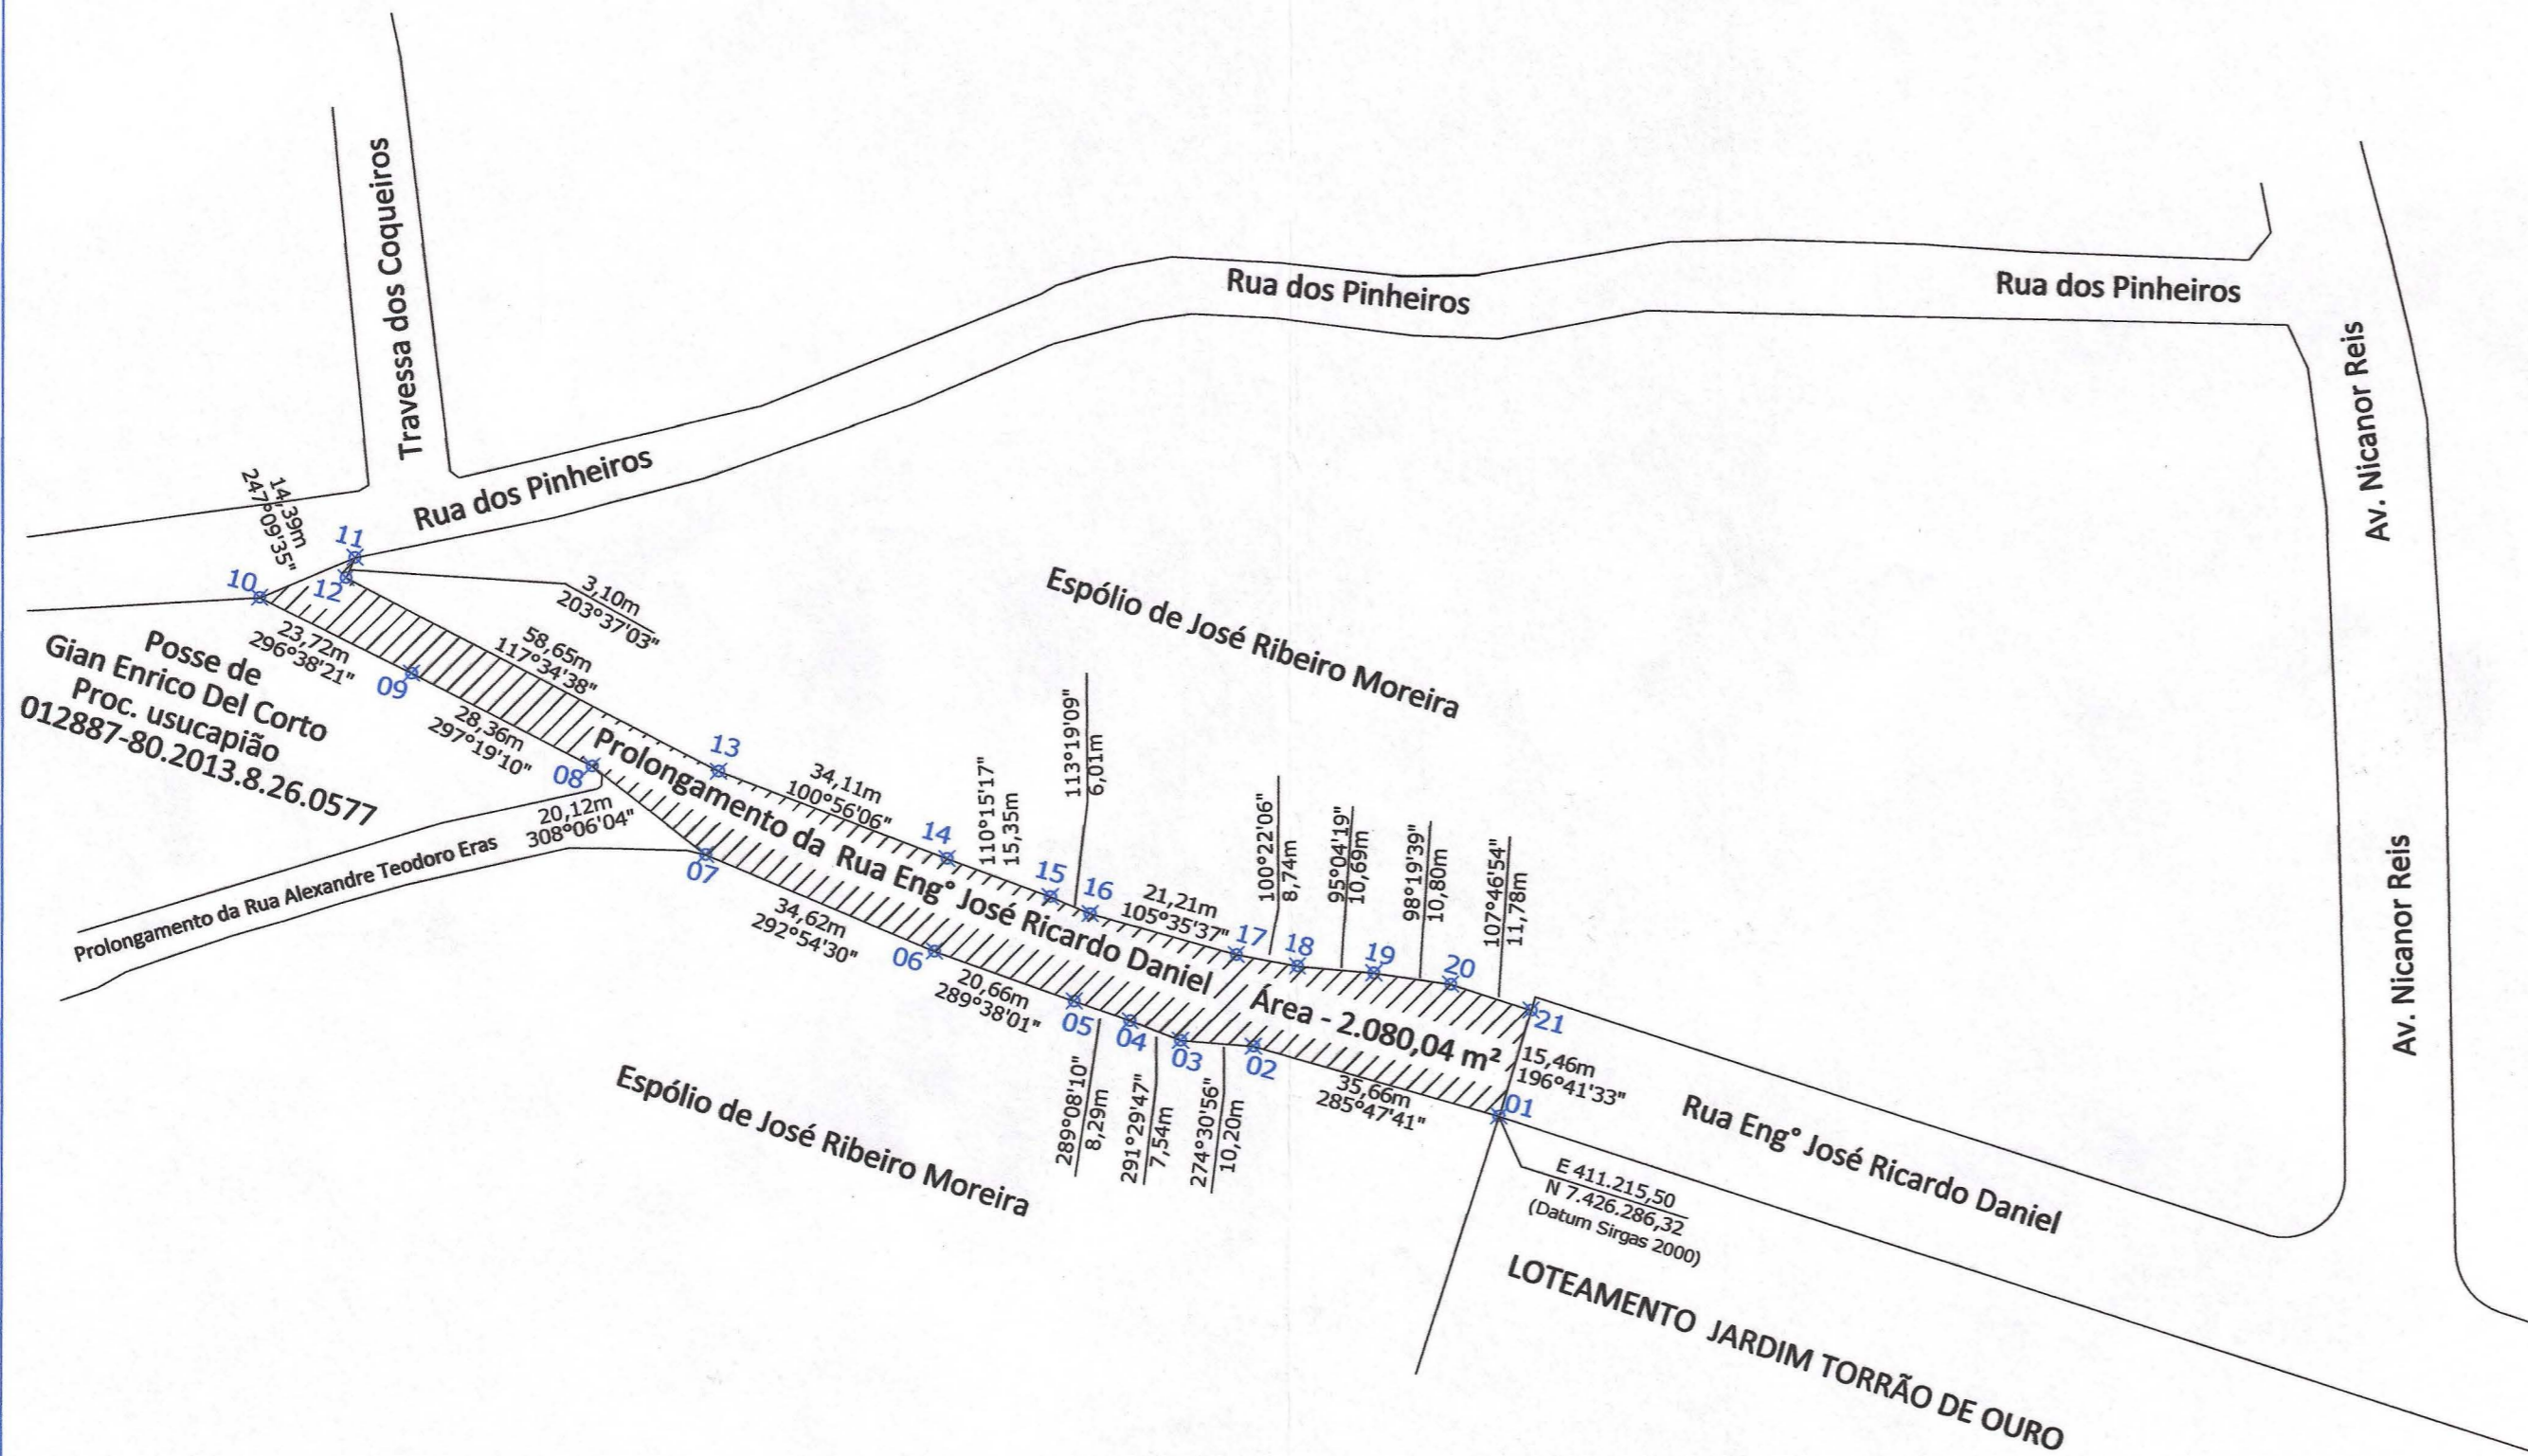 Travessa dos Coqueiros
Rua dos Pinheiros
Rua dos Pinheiros
Rua dos Pinheiros
Av. Nicanor Reis
Av. Nicanor Reis
14,39m
247°09'35"
11
10
12
3,10m
203°37'03"
23,72m
296°38'21"
58,65m
117°34'38"
09
28,36m
297°19'10"
08
Posse de
Gian Enrico Del Corto
Proc. usucapião
012887-80.2013.8.26.0577
20,12m
308°06'04"
Prolongamento da Rua Alexandre Teodoro Eras
07
13
34,11m
100°56'06"
14
110°15'17"
15,35m
15
113°19'09"
6,01m
16
21,21m
105°35'37"
17
100°22'06"
8,74m
18
95°04'19"
10,69m
19
98°19'39"
10,80m
20
107°46'54"
11,78m
21
Espólio de José Ribeiro Moreira
Prolongamento da Rua Eng° José Ricardo Daniel
Área - 2.080,04 m²
34,62m
292°54'30"
06
20,66m
289°38'01"
05
04
03
02
289°08'10"
8,29m
291°29'47"
7,54m
274°30'56"
10,20m
35,66m
285°47'41"
15,46m
196°41'33"
01
E 411.215,50
N 7.426.286,32
(Datum Sirgas 2000)
Espólio de José Ribeiro Moreira
Rua Eng° José Ricardo Daniel
LOTEAMENTO JARDIM TORRÃO DE OURO